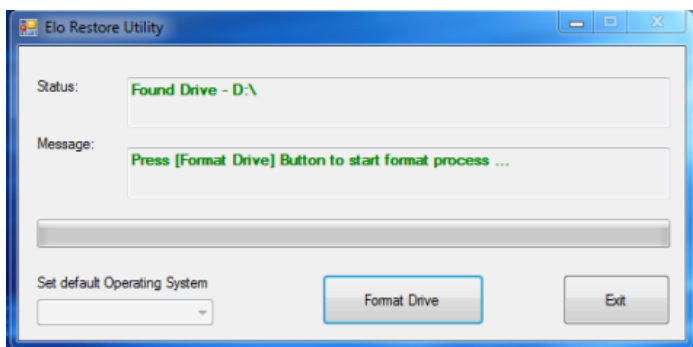 Elo Restore Utility
Status:
Found Drive - D:\
Message:
Press [Format Drive] Button to start format process ...
Set default Operating System
Format Drive
Exit